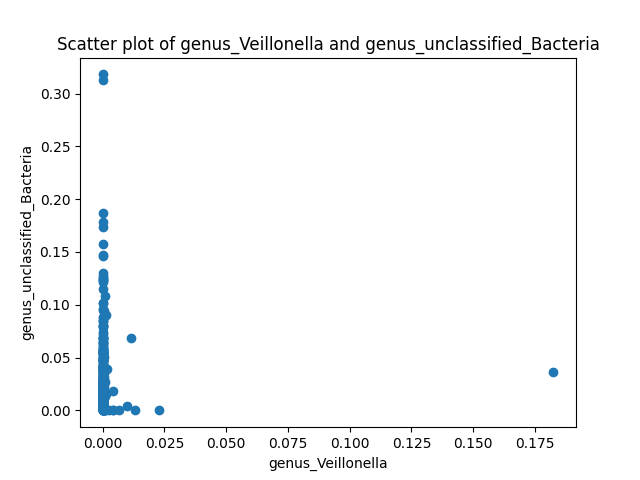 Scatter plot of genus_Veillonella and genus_unclassified_Bacteria
0.30
0.25
0.20
0.15
0.10
0.05
0.00
genus_unclassified_Bacteria
0.000 0.025 0.050 0.075 0.100 0.125 0.150 0.175
genus_Veillonella